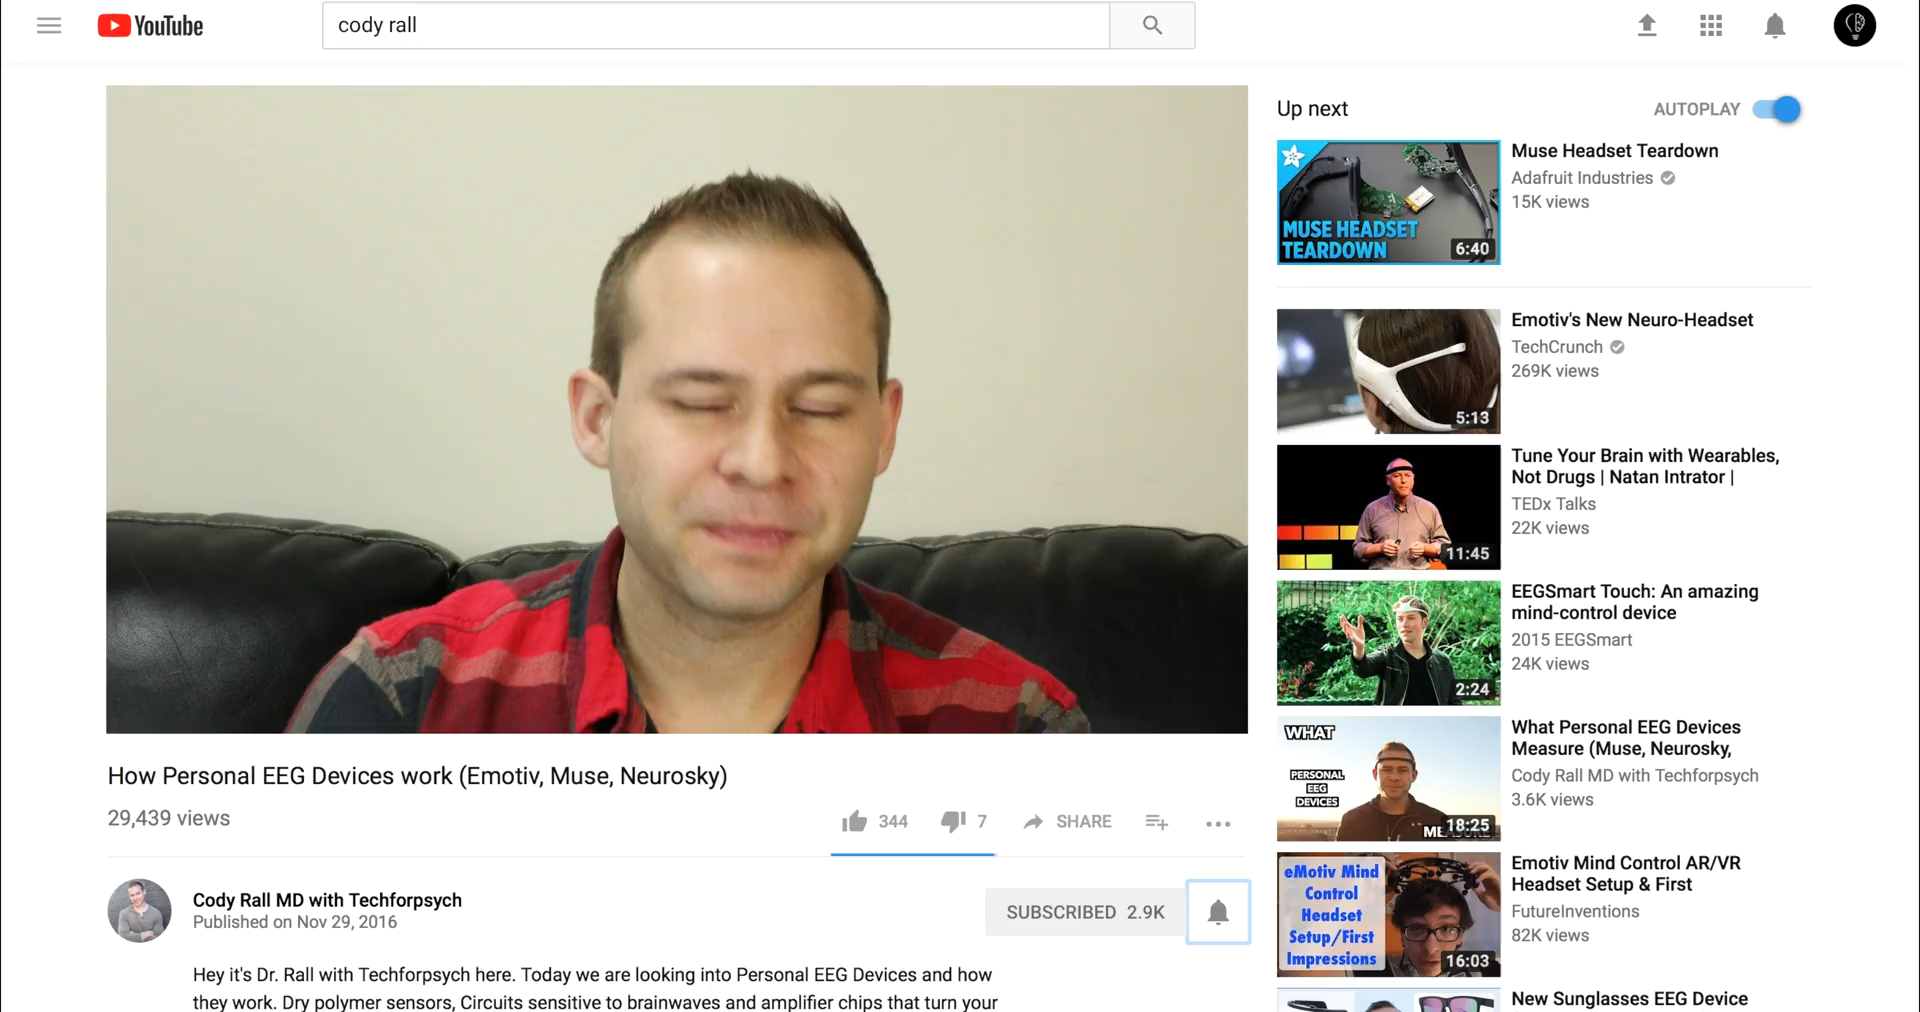 YouTube
cody rall
Up next
AUTOPLAY
MUSE HEADSET
TEARDOWN
6:40
Muse Headset Teardown
Adafruit Industries
15K views
5:13
Emotiv's New Neuro-Headset
TechCrunch
269K views
11:45
Tune Your Brain with Wearables,
Not Drugs | Natan Intrator |
TEDx Talks
22K views
2:24
EEGSmart Touch: An amazing
mind-control device
2015 EEGSmart
24K views
WHAT
PERSONAL
EEG
DEVICES
18:25
What Personal EEG Devices
Measure (Muse, Neurosky,
Cody Rall MD with Techforpsych
3.6K views
eMotiv Mind
Control
Headset
Setup/First
Impressions
16:03
Emotiv Mind Control AR/VR
Headset Setup & First
FutureInventions
82K views
New Sunglasses EEG Device
How Personal EEG Devices work (Emotiv, Muse, Neurosky)
29,439 views
344
7
SHARE
Cody Rall MD with Techforpsych
Published on Nov 29, 2016
SUBSCRIBED 2.9K
Hey it's Dr. Rall with Techforpsych here. Today we are looking into Personal EEG Devices and how
they work. Dry polymer sensors, Circuits sensitive to brainwaves and amplifier chips that turn your